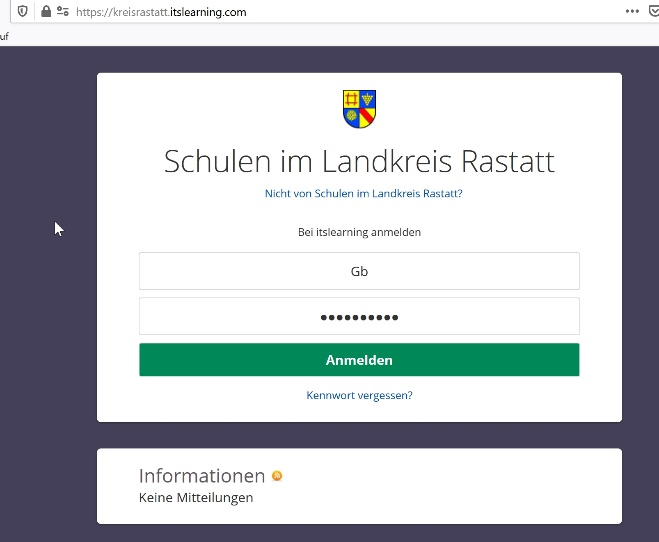 https://kreisrastatt.itslearning.com
uf
Schulen im Landkreis Rastatt
Nicht von Schulen im Landkreis Rastatt?
Bei itslearning anmelden
Gb
••••••••••
Anmelden
Kennwort vergessen?
Informationen
Keine Mitteilungen